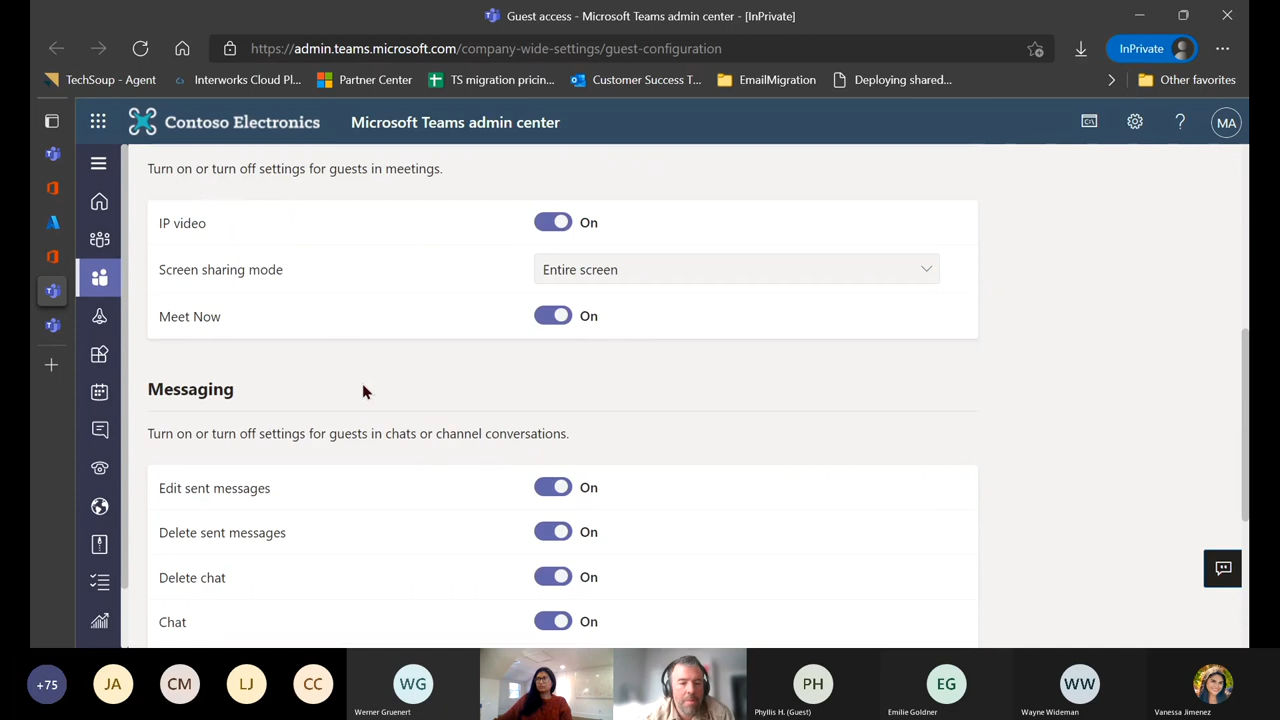 Guest access - Microsoft Teams admin center - [InPrivate]
https://admin.teams.microsoft.com/company-wide-settings/guest-configuration
InPrivate
TechSoup - Agent
Interworks Cloud Pl...
Partner Center
TS migration pricin...
Customer Success T...
EmailMigration
Deploying shared...
Other favorites
Contoso Electronics
Microsoft Teams admin center
MA
Turn on or turn off settings for guests in meetings.
IP video
On
Screen sharing mode
Entire screen
Meet Now
On
Messaging
Turn on or turn off settings for guests in chats or channel conversations.
Edit sent messages
On
Delete sent messages
On
Delete chat
On
Chat
On
+75
JA
CM
LJ
CC
WG
PH
EG
WW
Werner Gruenert
Phyllis H. (Guest)
Emilie Goldner
Wayne Wideman
Vanessa Jimenez